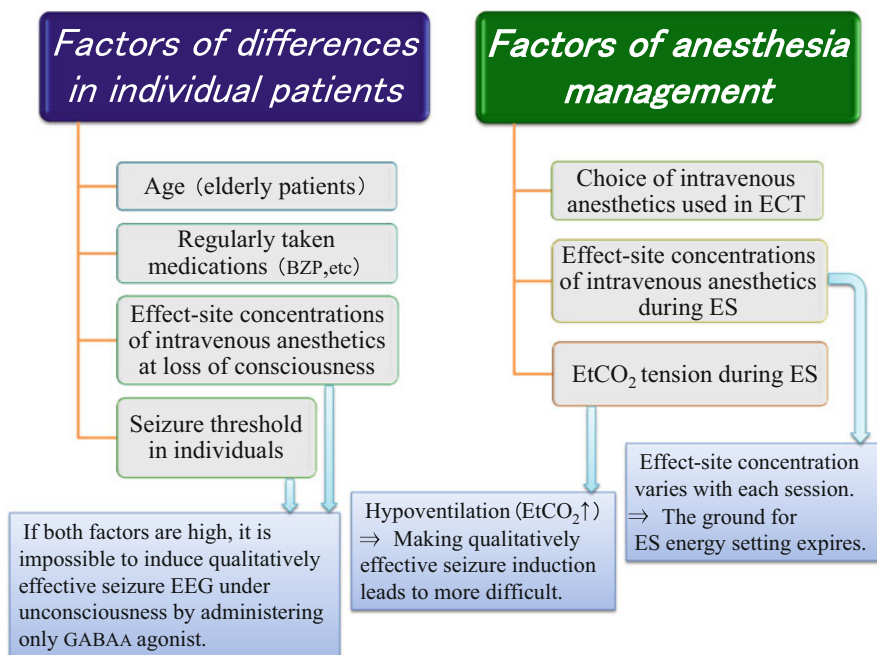 Factors of differences
in individual patients
Age (elderly patients)
Regularly taken
medications (BZP,etc)
Effect-site concentrations
of intravenous anesthetics
at loss of consciousness
Seizure threshold
in individuals
If both factors are high, it is
impossible to induce qualitatively
effective seizure EEG under
unconsciousness by administering
only GABAA agonist.
Factors of anesthesia
management
Choice of intravenous
anesthetics used in ECT
Effect-site concentrations
of intravenous anesthetics
during ES
EtCO₂ tension during ES
Hypoventilation (EtCO₂↑)
⇒ Making qualitatively
effective seizure induction
leads to more difficult.
Effect-site concentration
varies with each session.
⇒ The ground for
ES energy setting expires.